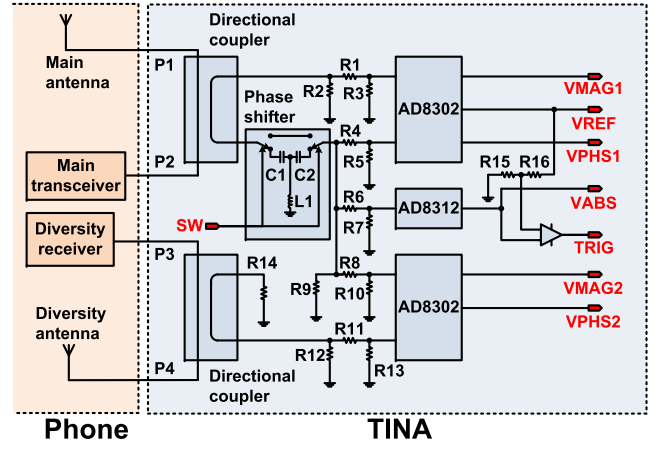 Directional
coupler
Main
antenna
P1
R1
R2
R3
AD8302
VMAG1
Phase
shifter
VREF
R4
VPHS1
R5
P2
C1
C2
R15
R16
Main
transceiver
L1
R6
AD8312
VABS
SW
R7
Diversity
receiver
TRIG
P3
R14
R8
VMAG2
R9
R10
AD8302
VPHS2
Diversity
antenna
R11
R12
R13
P4
Directional
coupler
Phone
TINA